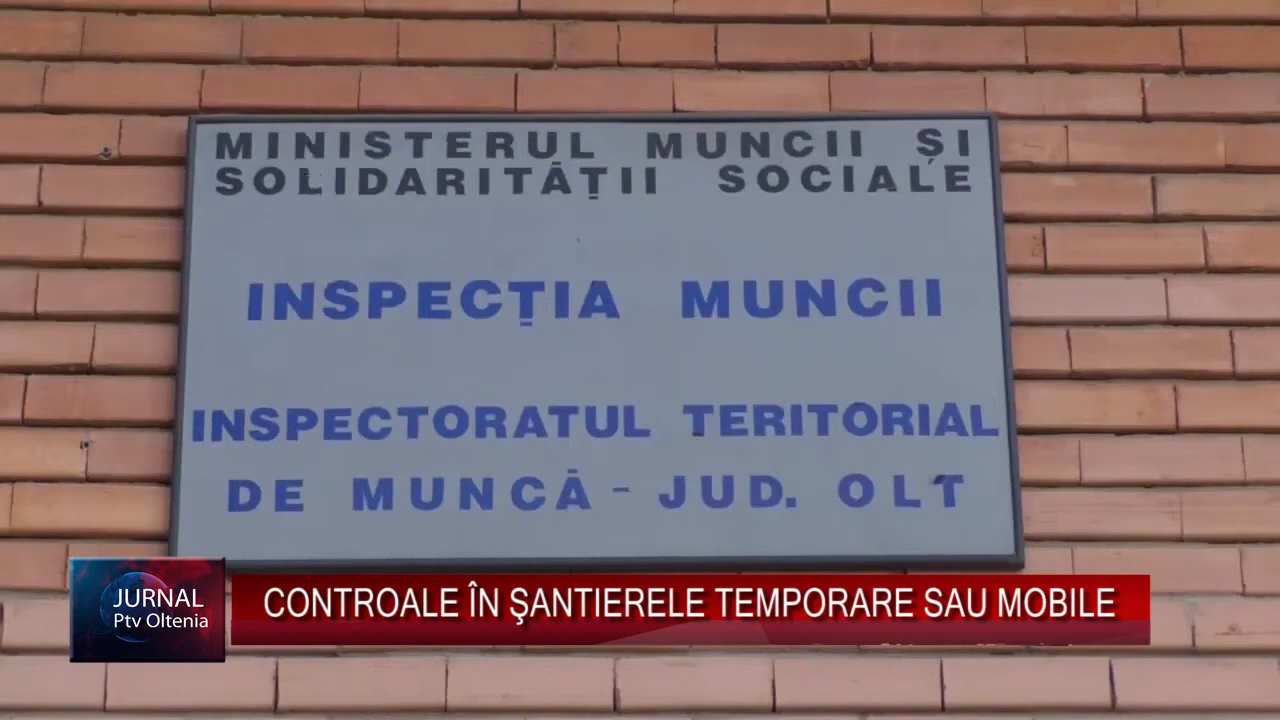 MINISTERUL MUNCII ȘI
SOLIDARITĂȚII SOCIALE
INSPECȚIA MUNCII
INSPECTORATUL TERITORIAL
DE MUNCĂ - JUD. OLT
JURNAL
Ptv Oltenia
CONTROALE ÎN ŞANTIERELE TEMPORARE SAU MOBILE